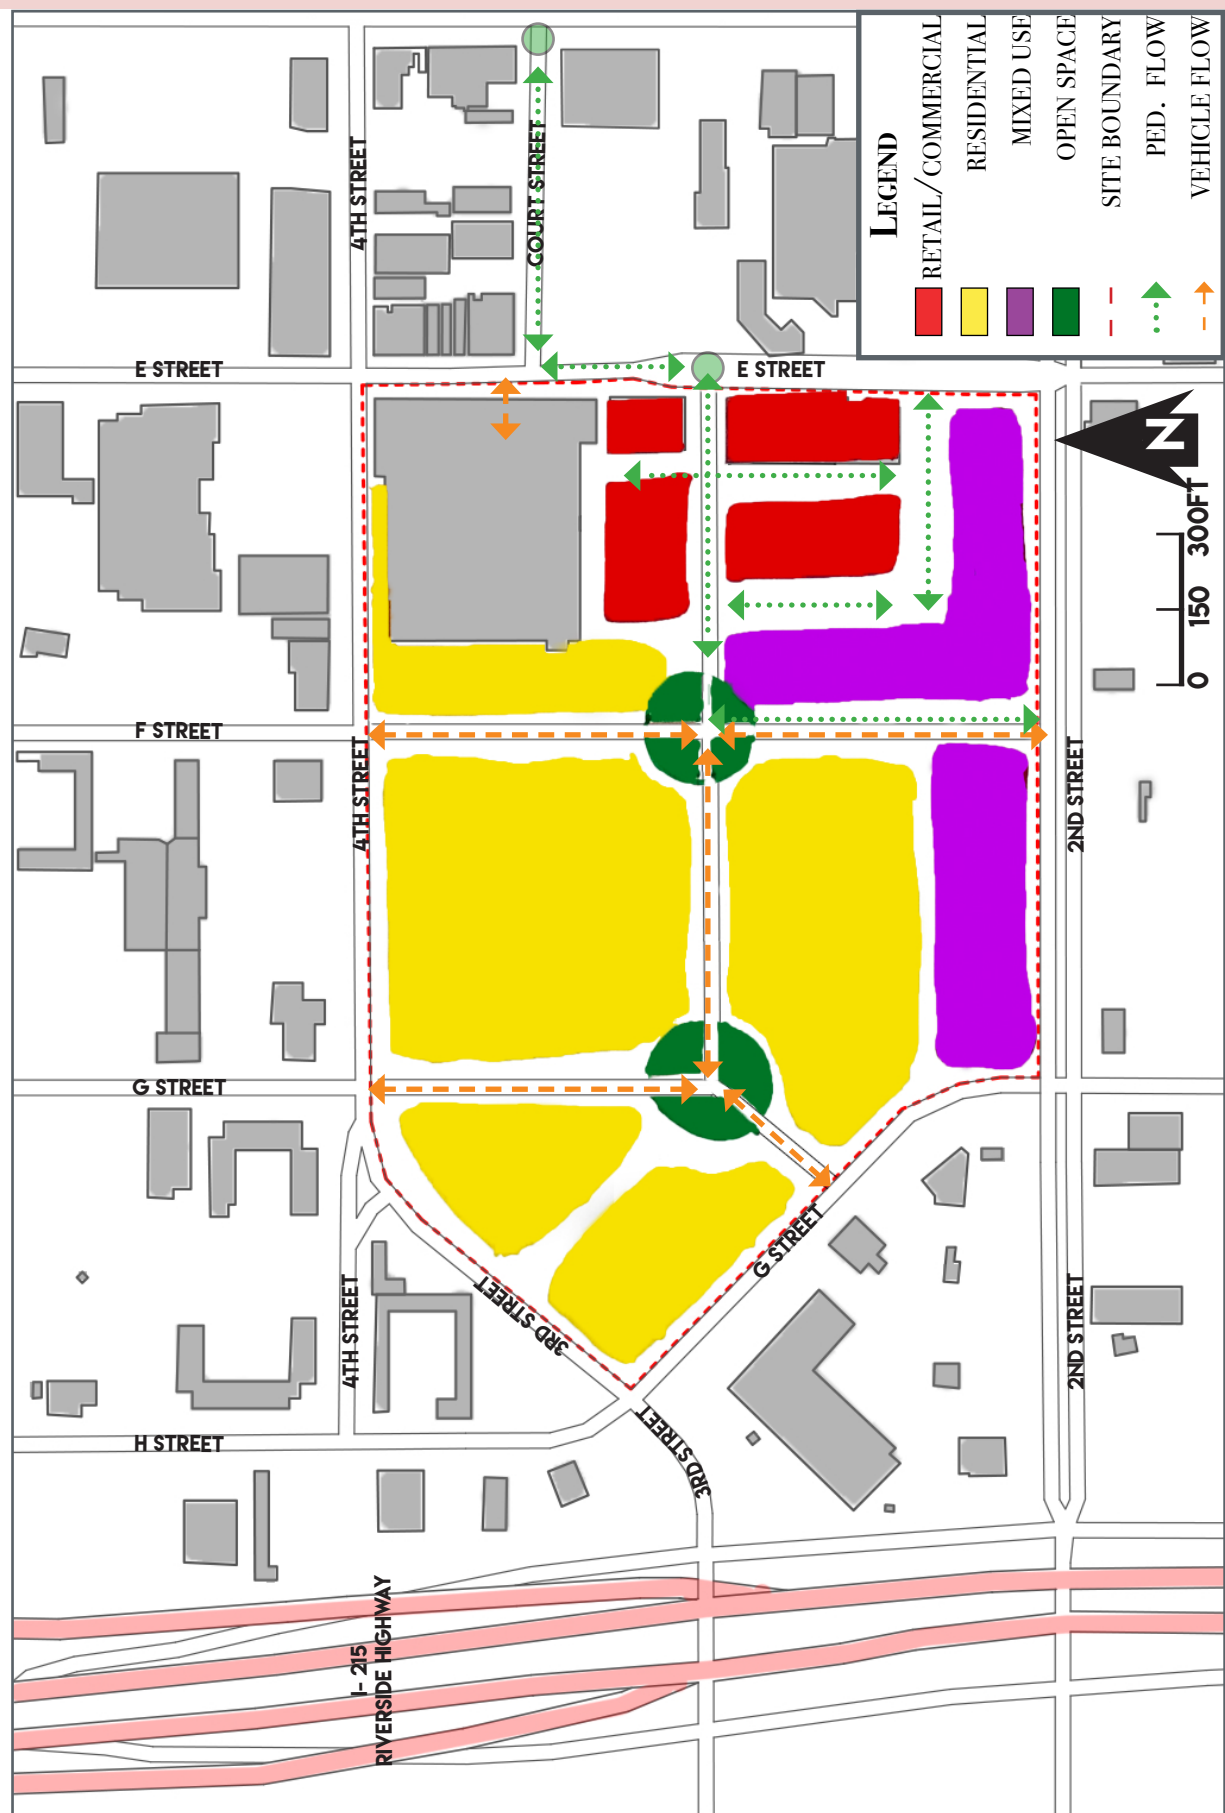 LEGEND
RETAIL/COMMERCIAL
RESIDENTIAL
MIXED USE
OPEN SPACE
SITE BOUNDARY
PED. FLOW
VEHICLE FLOW
4TH STREET
COURT STREET
E STREET
E STREET
N
0 150 300FT
F STREET
4TH STREET
2ND STREET
G STREET
G STREET
3RD STREET
4TH STREET
2ND STREET
H STREET
3RD STREET
I-215
RIVERSIDE HIGHWAY